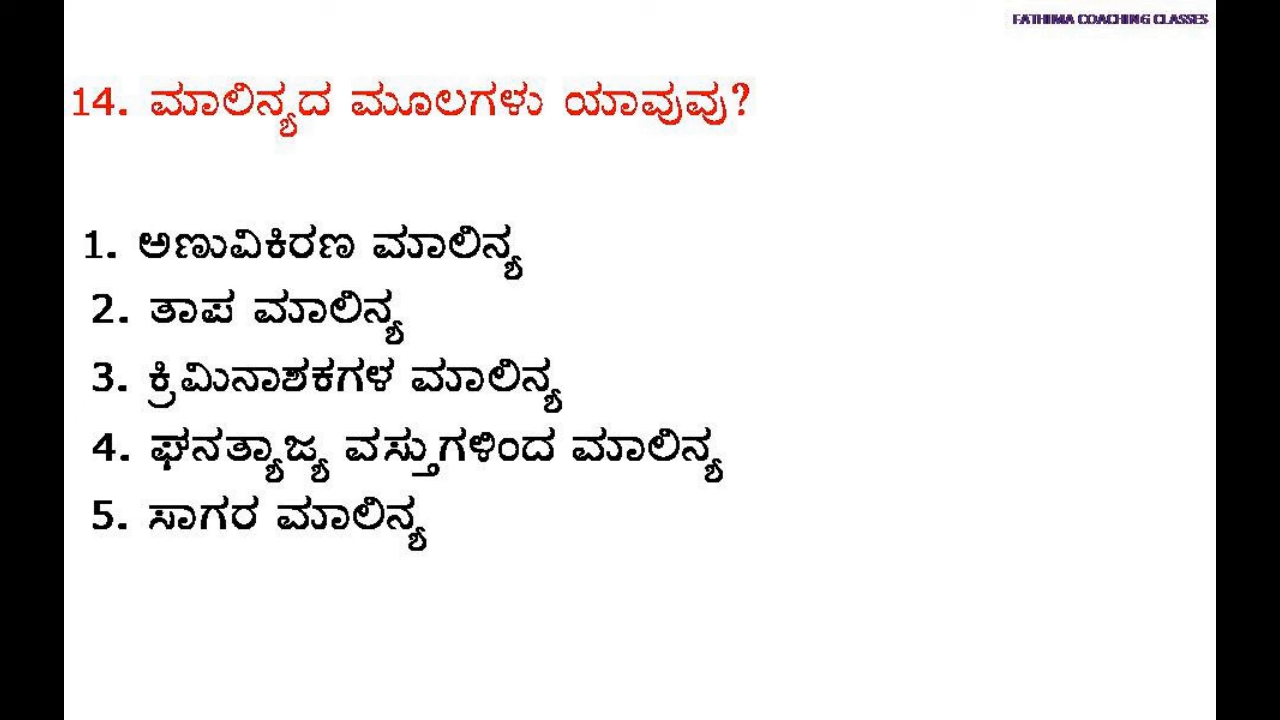 FATHIMA COACHING CLASSES
14. ಮಾಲಿನ್ಯದ ಮೂಲಗಳು ಯಾವುವು?
1. ಅಣುವಿಕಿರಣ ಮಾಲಿನ್ಯ
2. ತಾಪ ಮಾಲಿನ್ಯ
3. ಕ್ರಿಮಿನಾಶಕಗಳ ಮಾಲಿನ್ಯ
4. ಘನತ್ಯಾಜ್ಯ ವಸ್ತುಗಳಿಂದ ಮಾಲಿನ್ಯ
5. ಸಾಗರ ಮಾಲಿನ್ಯ